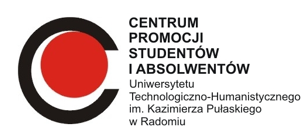 CENTRUM
PROMOCJI
STUDENTÓW
I ABSOLWENTÓW
Uniwersytetu
Technologiczno-Humanistycznego
im. Kazimierza Pułaskiego
w Radomiu